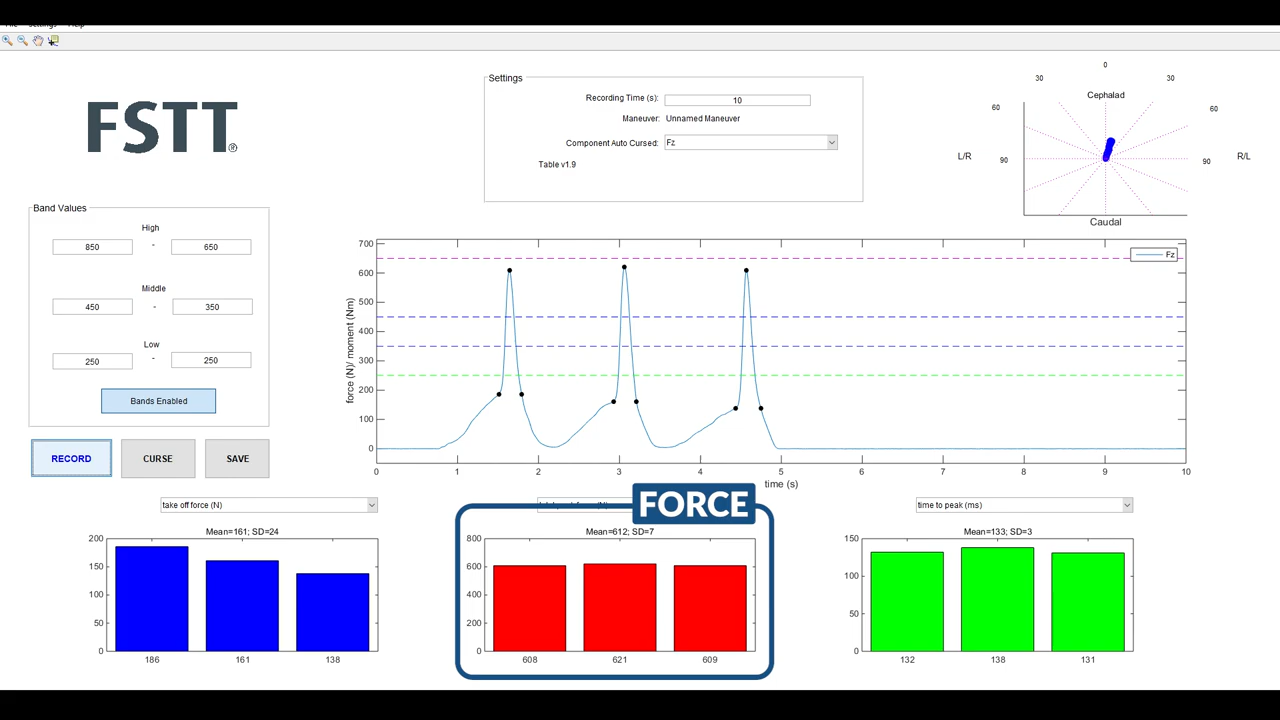 Settings
FSTT®
Recording Time (s): 10
Maneuver: Unnamed Maneuver
Component Auto Cursed: Fz
Table v1.9
0
30 30
Cephalad
60 60
L/R 90 90 R/L
Caudal
Band Values
High
850 - 650
Middle
450 - 350
Low
250 - 250
Bands Enabled
RECORD CURSE SAVE
force (N)/ moment (Nm)
700
600
500
400
300
200
100
0
Fz
0 1 2 3 4 5 6 7 8 9 10
time (s)
take off force (N)
FORCE
time to peak (ms)
Mean=161; SD=24
200
150
100
50
0
186 161 138
Mean=612; SD=7
800
600
400
200
0
608 621 609
Mean=133; SD=3
150
100
50
0
132 138 131